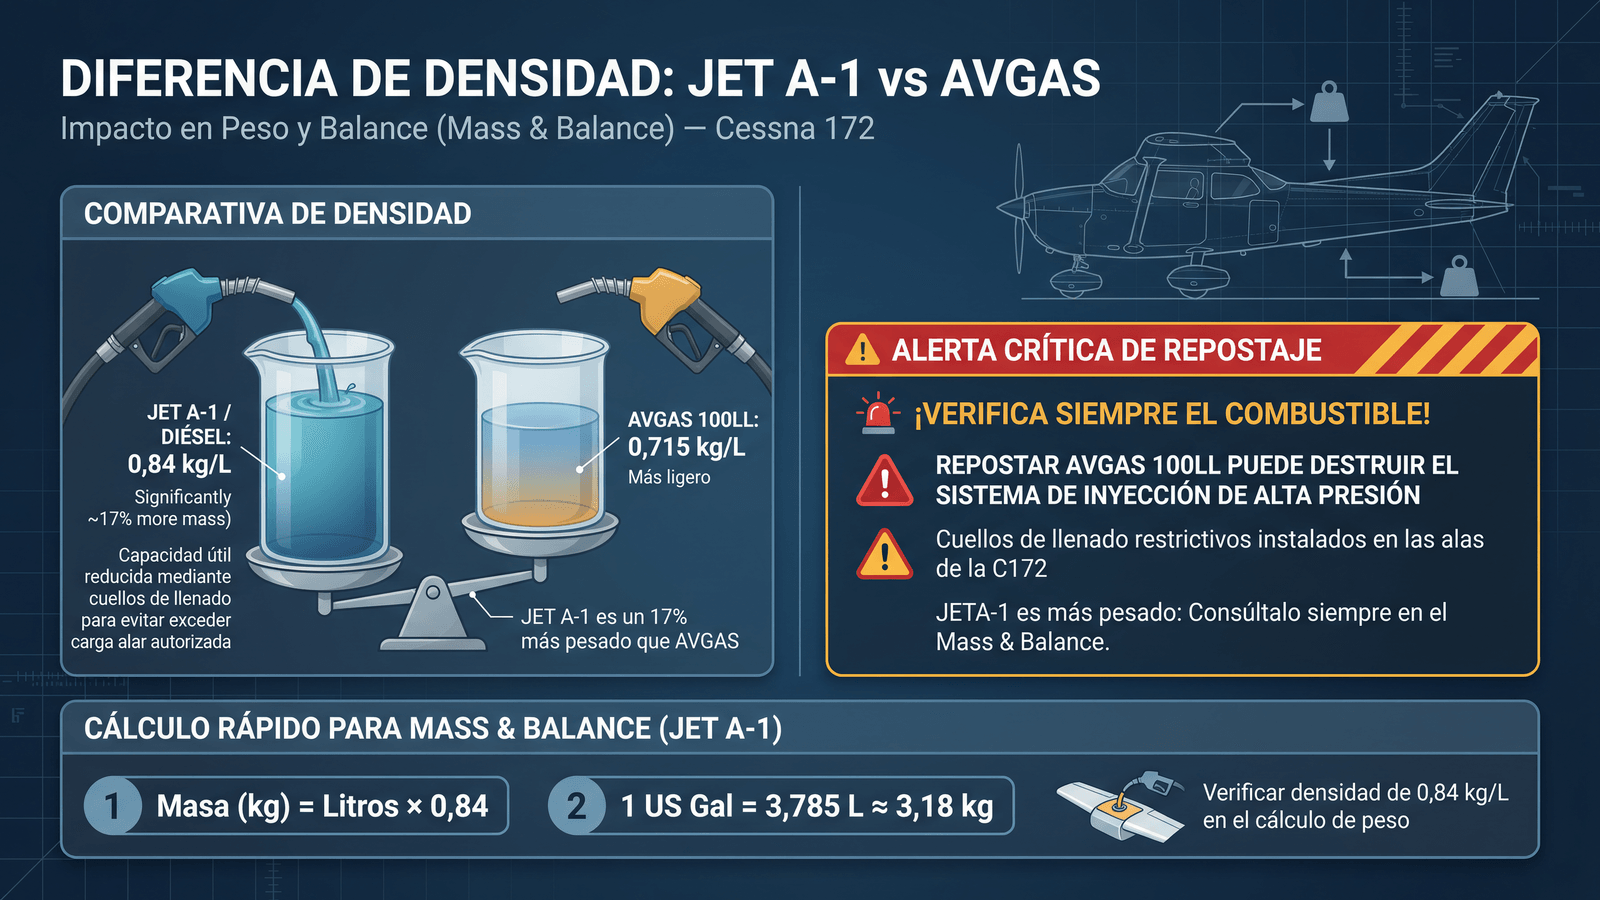 DIFERENCIA DE DENSIDAD: JET A-1 vs AVGAS
Impacto en Peso y Balance (Mass & Balance) — Cessna 172
COMPARATIVA DE DENSIDAD
JET A-1 /
DIÉSEL:
0,84 kg/L
Significantly
~17% more mass)
Capacidad útil
reducida mediante
cuellos de llenado
para evitar exceder
carga alar autorizada
AVGAS 100LL:
0,715 kg/L
Más ligero
JET A-1 es un 17%
más pesado que AVGAS
ALERTA CRÍTICA DE REPOSTAJE
¡VERIFICA SIEMPRE EL COMBUSTIBLE!
REPOSTAR AVGAS 100LL PUEDE DESTRUIR EL
SISTEMA DE INYECCIÓN DE ALTA PRESIÓN
Cuellos de llenado restrictivos instalados en las alas
de la C172
JETA-1 es más pesado: Consúltalo siempre en el
Mass & Balance.
CÁLCULO RÁPIDO PARA MASS & BALANCE (JET A-1)
1 Masa (kg) = Litros × 0,84
2 1 US Gal = 3,785 L ≈ 3,18 kg
Verificar densidad de 0,84 kg/L
en el cálculo de peso